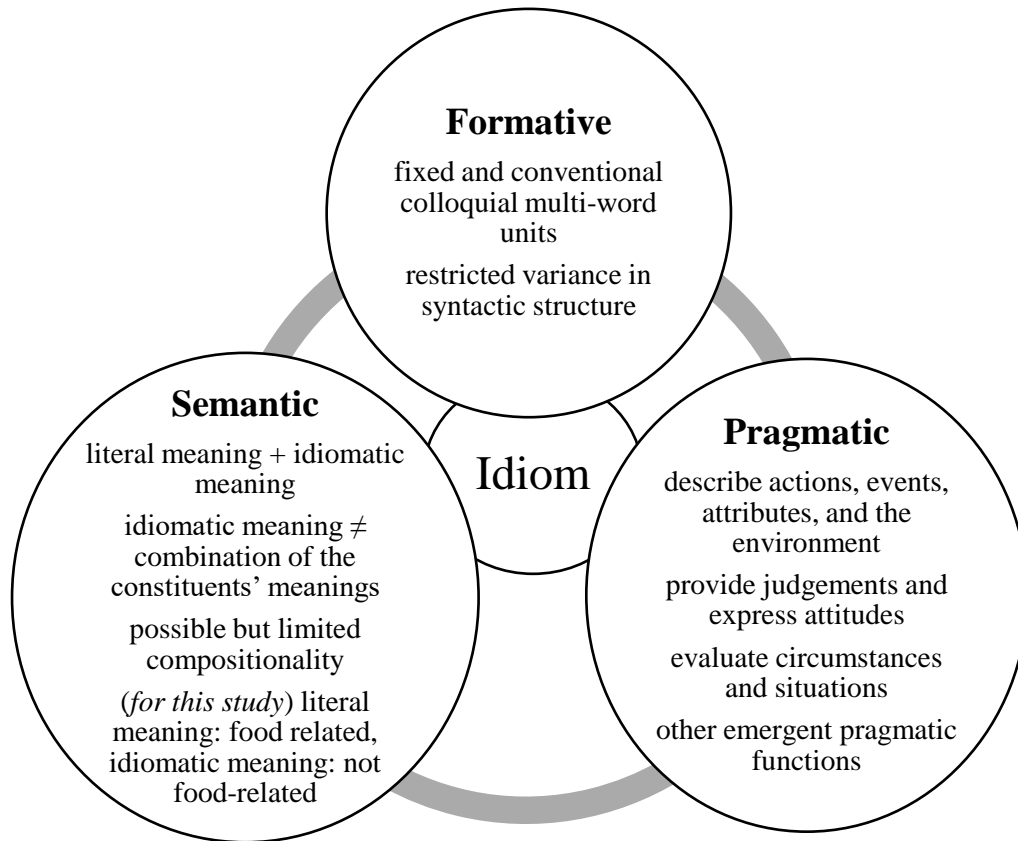 Formative
fixed and conventional
colloquial multi-word
units
restricted variance in
syntactic structure
Semantic
literal meaning + idiomatic
meaning
idiomatic meaning ≠
combination of the
constituents’ meanings
possible but limited
compositionality
(for this study) literal
meaning: food related,
idiomatic meaning: not
food-related
Idiom
Pragmatic
describe actions, events,
attributes, and the
environment
provide judgements and
express attitudes
evaluate circumstances
and situations
other emergent pragmatic
functions